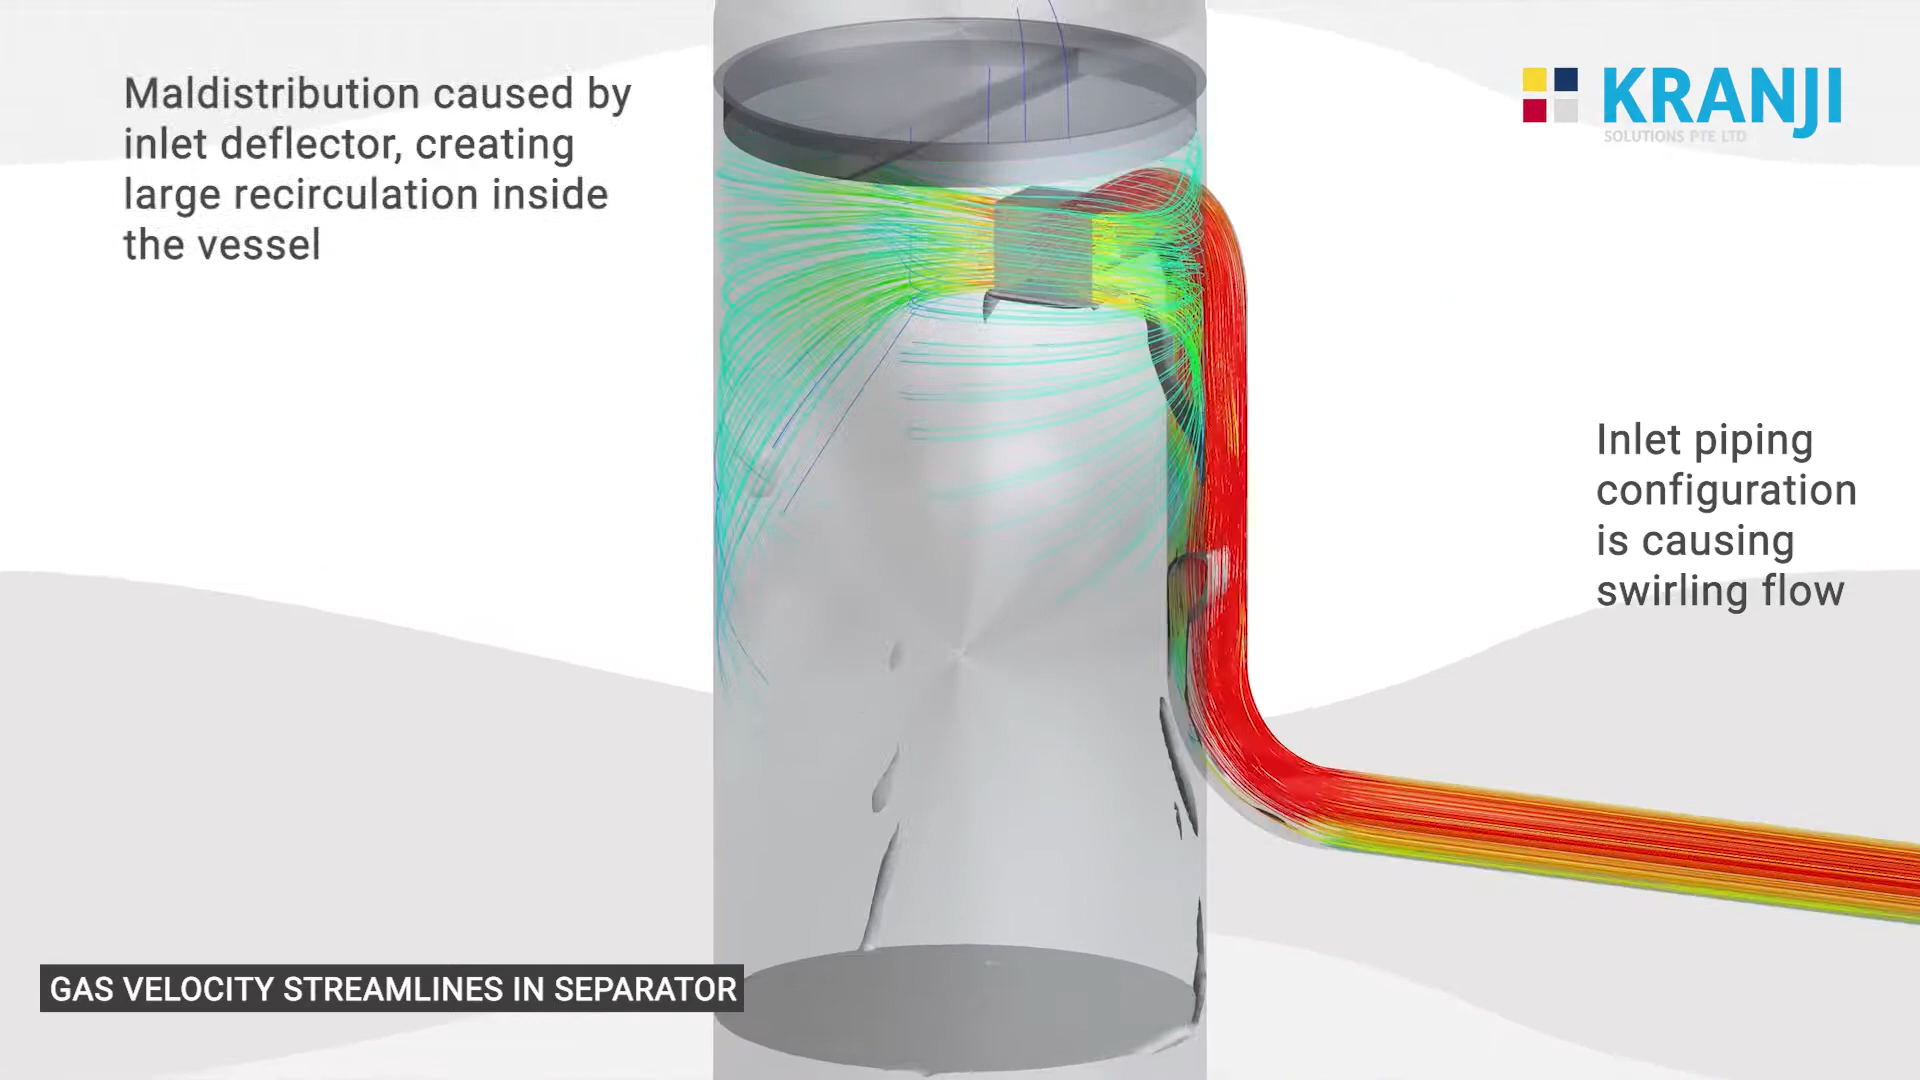 Maldistribution caused by
inlet deflector, creating
large recirculation inside
the vessel
KRANJI
SOLUTIONS PTE LTD
Inlet piping
configuration
is causing
swirling flow
GAS VELOCITY STREAMLINES IN SEPARATOR